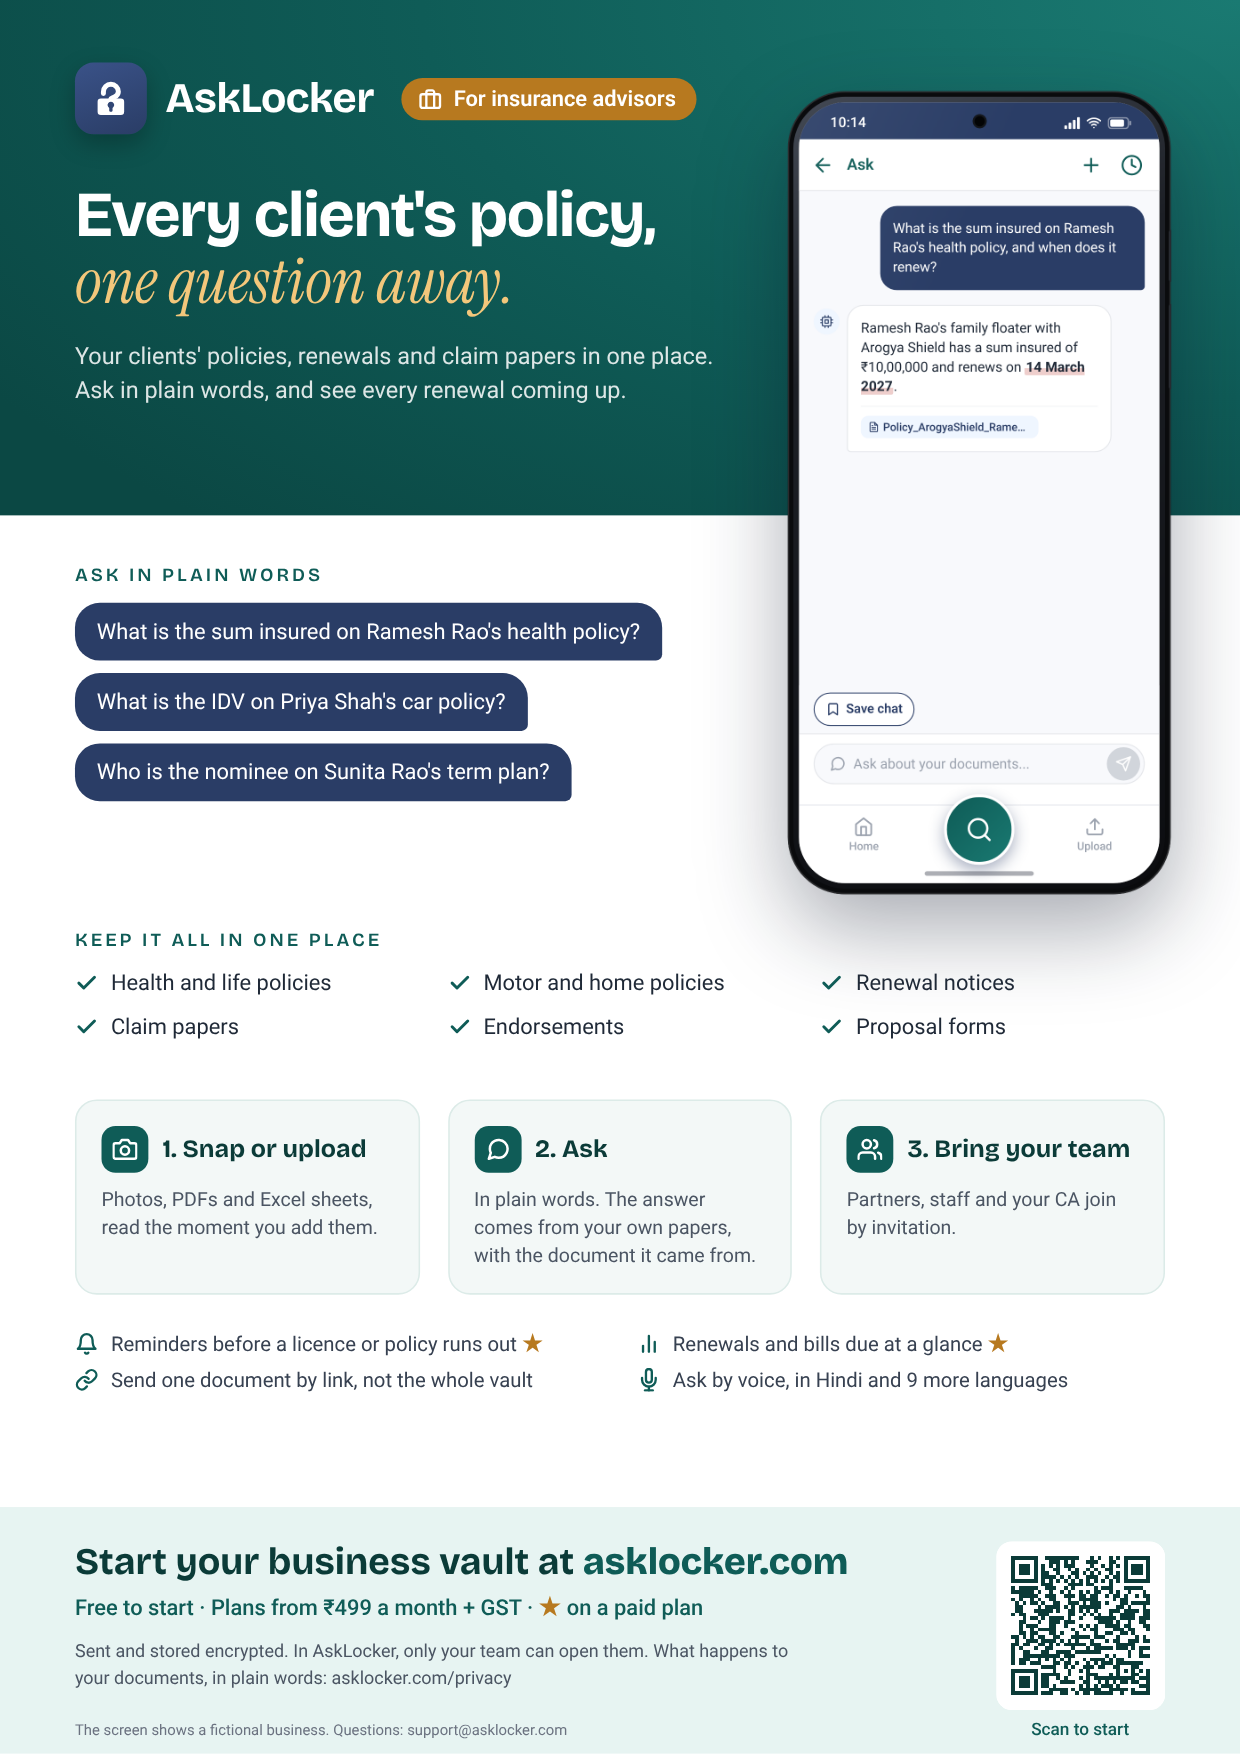 AskLocker
For insurance advisors
Every client's policy,
one question away.
Your clients' policies, renewals and claim papers in one place.
Ask in plain words, and see every renewal coming up.
10:14
Ask
What is the sum insured on Ramesh
Rao's health policy, and when does it
renew?
Ramesh Rao's family floater with
Arogya Shield has a sum insured of
₹10,00,000 and renews on 14 March
2027.
Policy_ArogyaShield_Rame...
Save chat
Ask about your documents...
Home
Upload
ASK IN PLAIN WORDS
What is the sum insured on Ramesh Rao's health policy?
What is the IDV on Priya Shah's car policy?
Who is the nominee on Sunita Rao's term plan?
KEEP IT ALL IN ONE PLACE
Health and life policies
Motor and home policies
Renewal notices
Claim papers
Endorsements
Proposal forms
1. Snap or upload
Photos, PDFs and Excel sheets,
read the moment you add them.
2. Ask
In plain words. The answer
comes from your own papers,
with the document it came from.
3. Bring your team
Partners, staff and your CA join
by invitation.
Reminders before a licence or policy runs out ★
Renewals and bills due at a glance ★
Send one document by link, not the whole vault
Ask by voice, in Hindi and 9 more languages
Start your business vault at asklocker.com
Free to start · Plans from ₹499 a month + GST · ★ on a paid plan
Sent and stored encrypted. In AskLocker, only your team can open them. What happens to
your documents, in plain words: asklocker.com/privacy
The screen shows a fictional business. Questions: support@asklocker.com
Scan to start